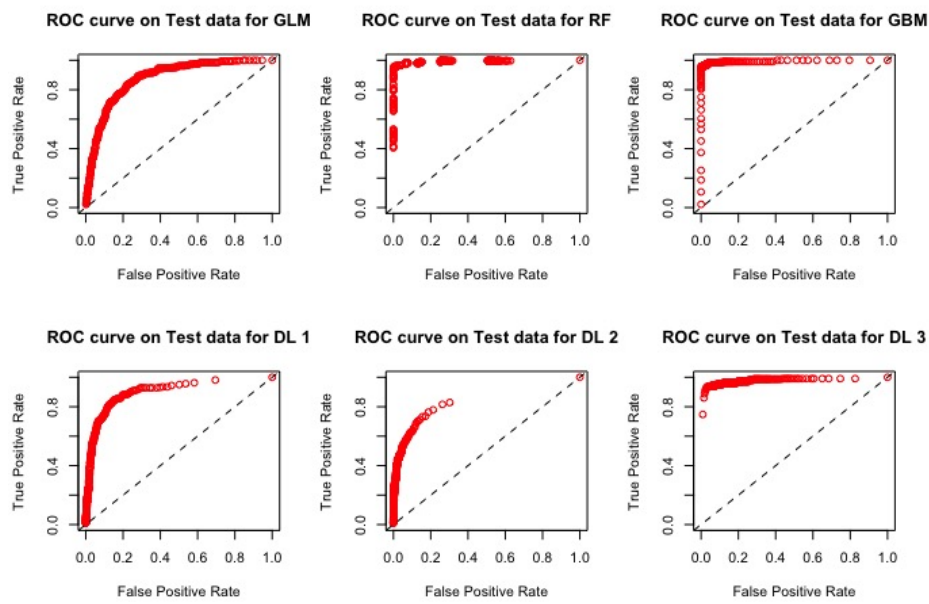 ROC curve on Test data for GLM
True Positive Rate
0.0 0.4 0.8
0.0 0.2 0.4 0.6 0.8 1.0
False Positive Rate
ROC curve on Test data for RF
True Positive Rate
0.0 0.4 0.8
0.0 0.2 0.4 0.6 0.8 1.0
False Positive Rate
ROC curve on Test data for GBM
True Positive Rate
0.0 0.4 0.8
0.0 0.2 0.4 0.6 0.8 1.0
False Positive Rate
ROC curve on Test data for DL 1
True Positive Rate
0.0 0.4 0.8
0.0 0.2 0.4 0.6 0.8 1.0
False Positive Rate
ROC curve on Test data for DL 2
True Positive Rate
0.0 0.4 0.8
0.0 0.2 0.4 0.6 0.8 1.0
False Positive Rate
ROC curve on Test data for DL 3
True Positive Rate
0.0 0.4 0.8
0.0 0.2 0.4 0.6 0.8 1.0
False Positive Rate